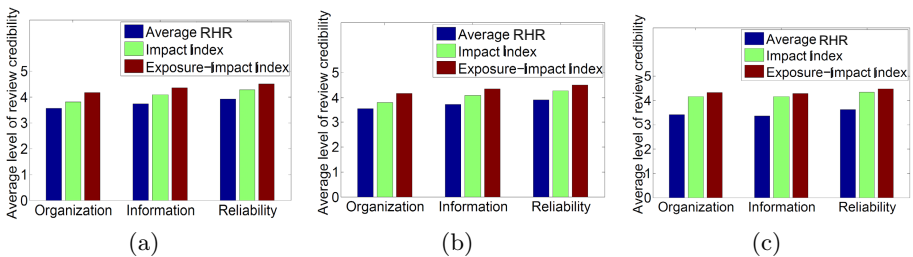 Average level of review credibility
5
4
3
2
1
0
Average RHR
Impact Index
Exposure-Impact Index
Organization Information Reliability
(a)
Average level of review credibility
5
4
3
2
1
0
Average RHR
Impact Index
Exposure-Impact Index
Organization Information Reliability
(b)
Average level of review credibility
5
4
3
2
1
0
Average RHR
Impact Index
Exposure-Impact Index
Organization Information Reliability
(c)